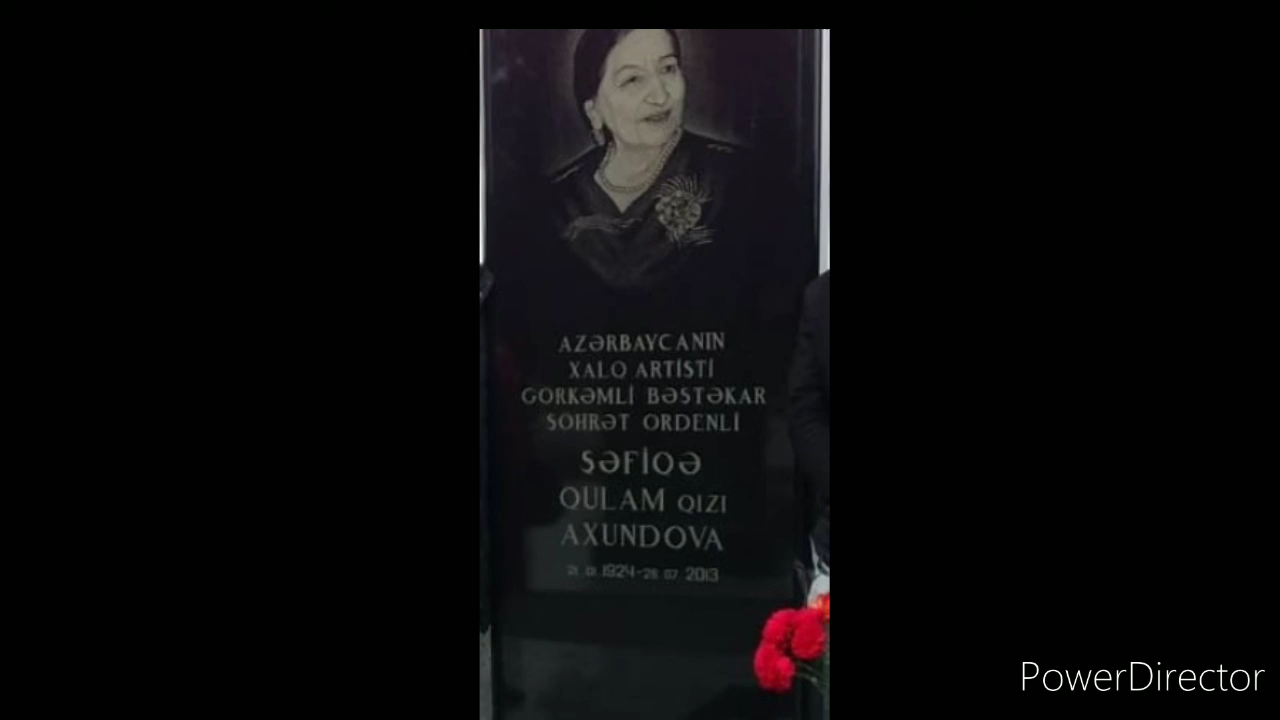 AZƏRBAYCANIN
XALQ ARTİSTİ
GÖRKƏMLİ BƏSTƏKAR
ŞÖHRƏT ORDENLİ
ŞƏFİQƏ
QULAM QIZI
AXUNDOVA
21 01 1924-26 07 2013
PowerDirector